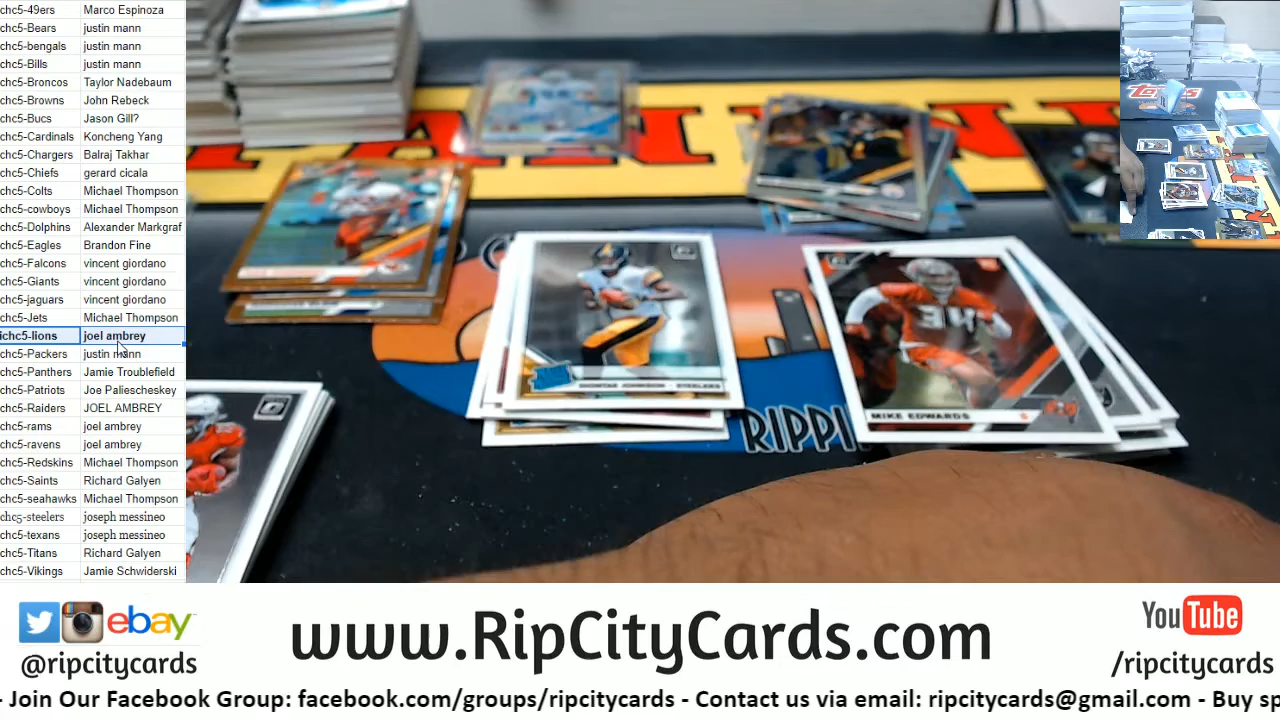 chc5-49ers Marco Espinoza
chc5-Bears justin mann
chc5-bengals justin mann
chc5-Bills justin mann
chc5-Broncos Taylor Nadebaum
chc5-Browns John Rebeck
chc5-Bucs Jason Gill?
chc5-Cardinals Koncheng Yang
chc5-Chargers Balraj Takhar
chc5-Chiefs gerard cicala
chc5-Colts Michael Thompson
chc5-cowboys Michael Thompson
chc5-Dolphins Alexander Markgraf
chc5-Eagles Brandon Fine
chc5-Falcons vincent giordano
chc5-Giants vincent giordano
chc5-jaguars vincent giordano
chc5-Jets Michael Thompson
ichc5-lions joel ambrey
chc5-Packers justin mann
chc5-Panthers Jamie Troublefield
chc5-Patriots Joe Paliescheskey
chc5-Raiders JOEL AMBREY
chc5-rams joel ambrey
chc5-ravens joel ambrey
chc5-Redskins Michael Thompson
chc5-Saints Richard Galyen
chc5-seahawks Michael Thompson
chc5-steelers joseph messineo
chc5-texans joseph messineo
chc5-Titans Richard Galyen
chc5-Vikings Jamie Schwiderski
PANINI
Topps
DIONTAE JOHNSON - STEELERS
34
MIKE EDWARDS
RIPPI
ebay
@ripcitycards
www.RipCityCards.com
YouTube
/ripcitycards
- Join Our Facebook Group: facebook.com/groups/ripcitycards - Contact us via email: ripcitycards@gmail.com - Buy sp